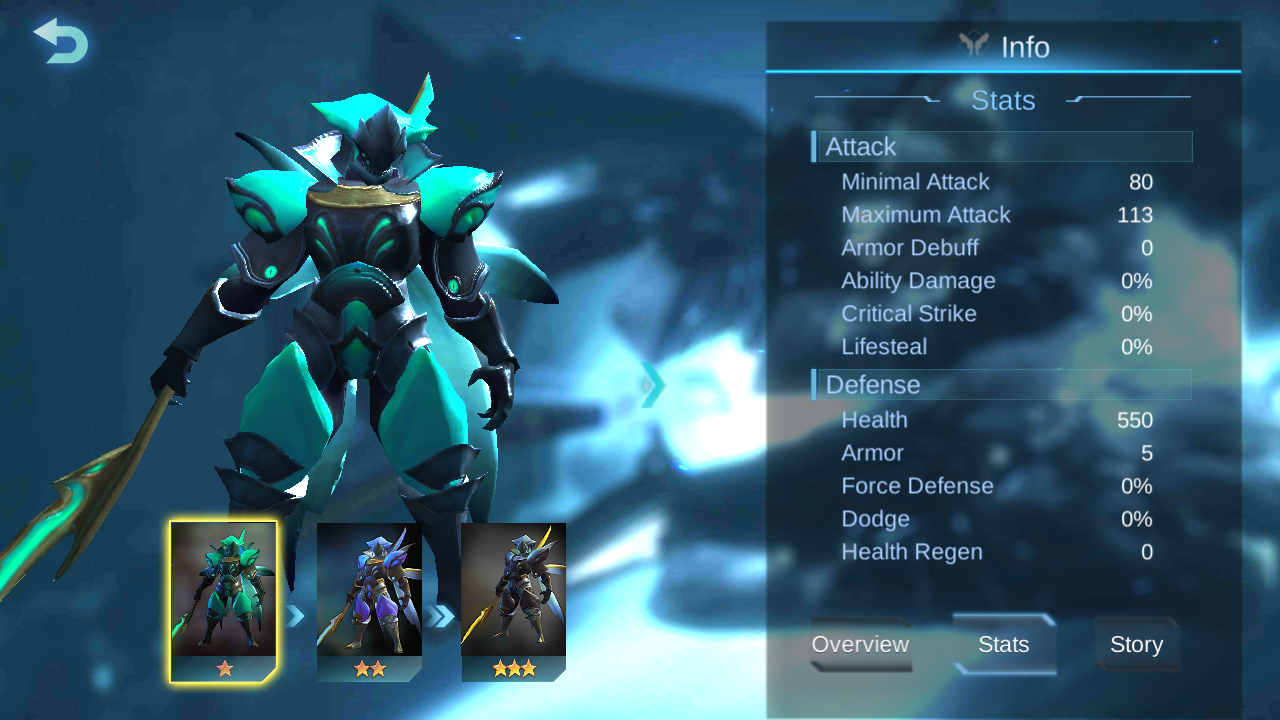 Info
Stats
Attack
Minimal Attack 80
Maximum Attack 113
Armor Debuff 0
Ability Damage 0%
Critical Strike 0%
Lifesteal 0%
Defense
Health 550
Armor 5
Force Defense 0%
Dodge 0%
Health Regen 0
Overview Stats Story